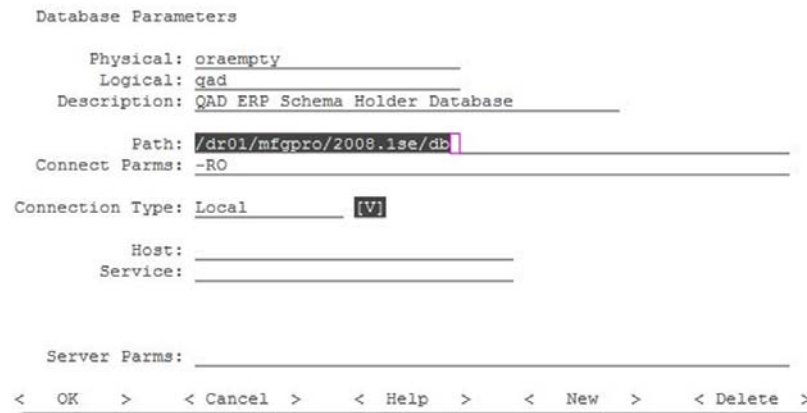 Database Parameters
Physical: oraempty
Logical: qad
Description: QAD ERP Schema Holder Database
Path: /dr01/mfgpro/2008.1se/db
Connect Parms: -RO
Connection Type: Local [V]
Host:
Service:
Server Parms:
< OK > < Cancel > < Help > < New > < Delete >